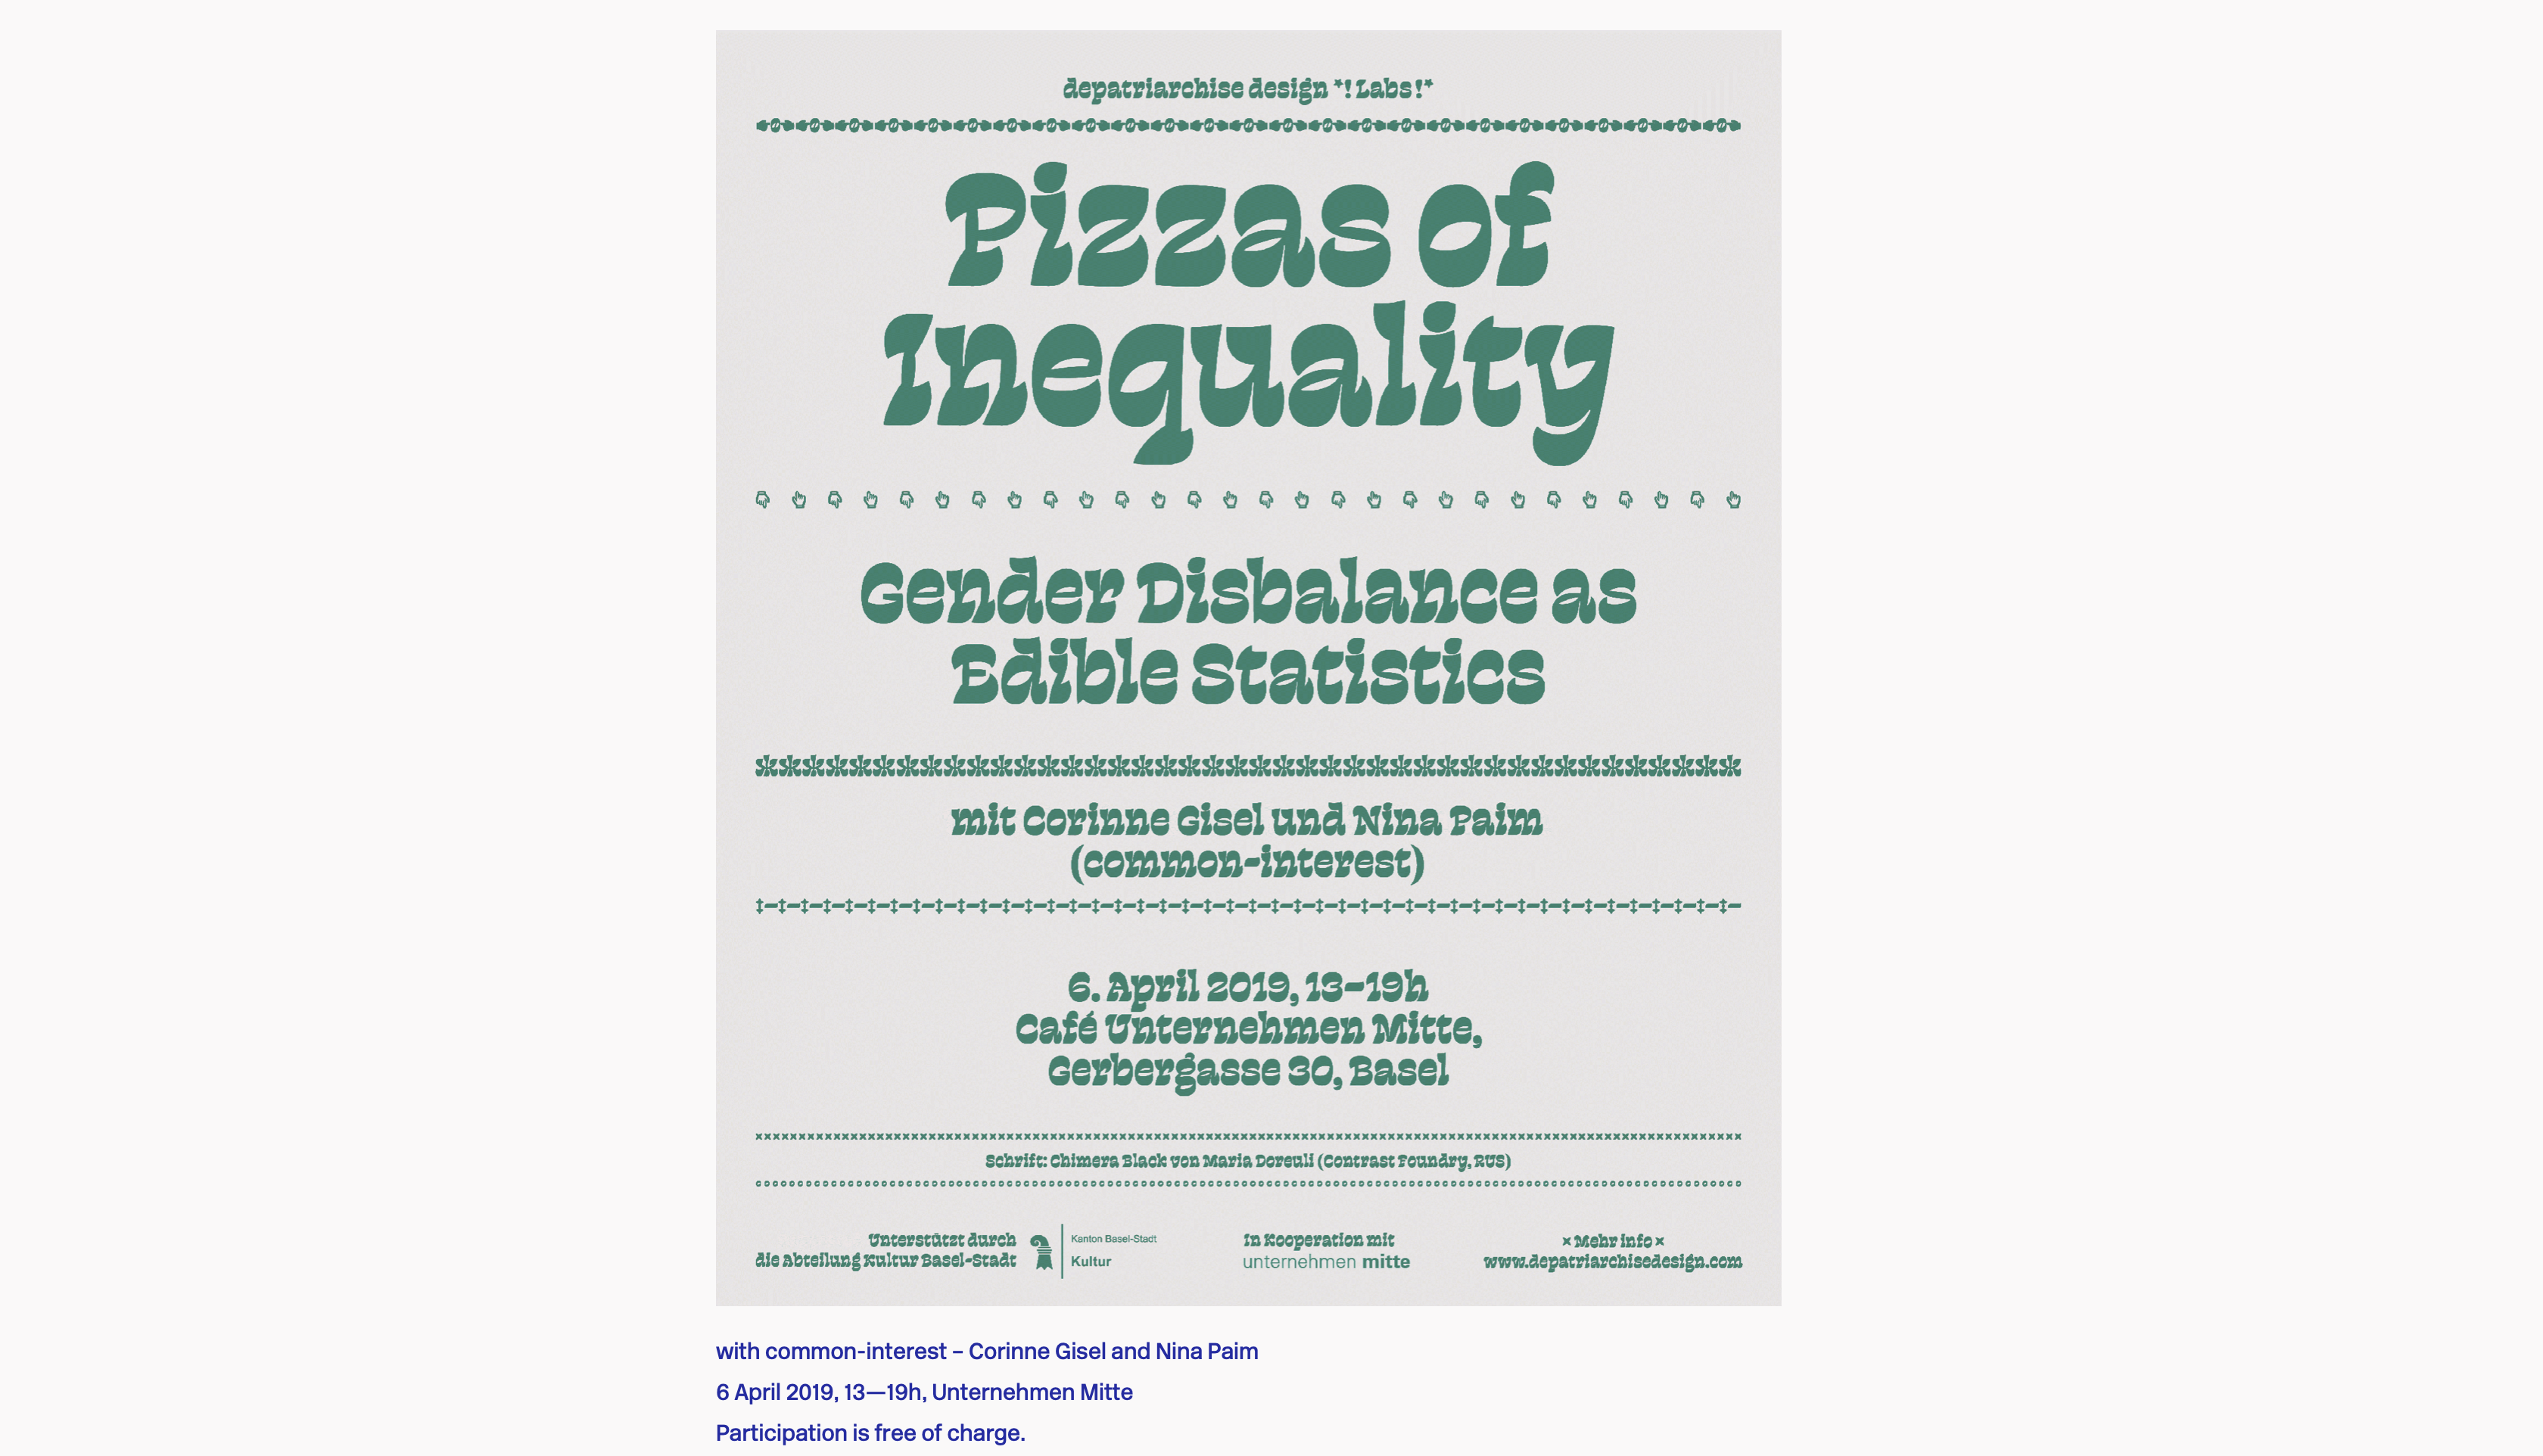 depatriarchise design *! Labs !*
Pizzas of
Inequality
Gender Disbalance as
Edible Statistics
mit Corinne Gisel und Nina Paim
(common-interest)
6. April 2019, 13–19h
Café Unternehmen Mitte,
Gerbergasse 30, Basel
Schrift: Chimera Black von Maria Doreuli (Contrast Foundry, RUS)
Unterstützt durch
die Abteilung Kultur Basel-Stadt
Kanton Basel-Stadt
Kultur
In Kooperation mit
unternehmen mitte
× Mehr info ×
www.depatriarchisedesign.com
with common-interest – Corinne Gisel and Nina Paim
6 April 2019, 13—19h, Unternehmen Mitte
Participation is free of charge.